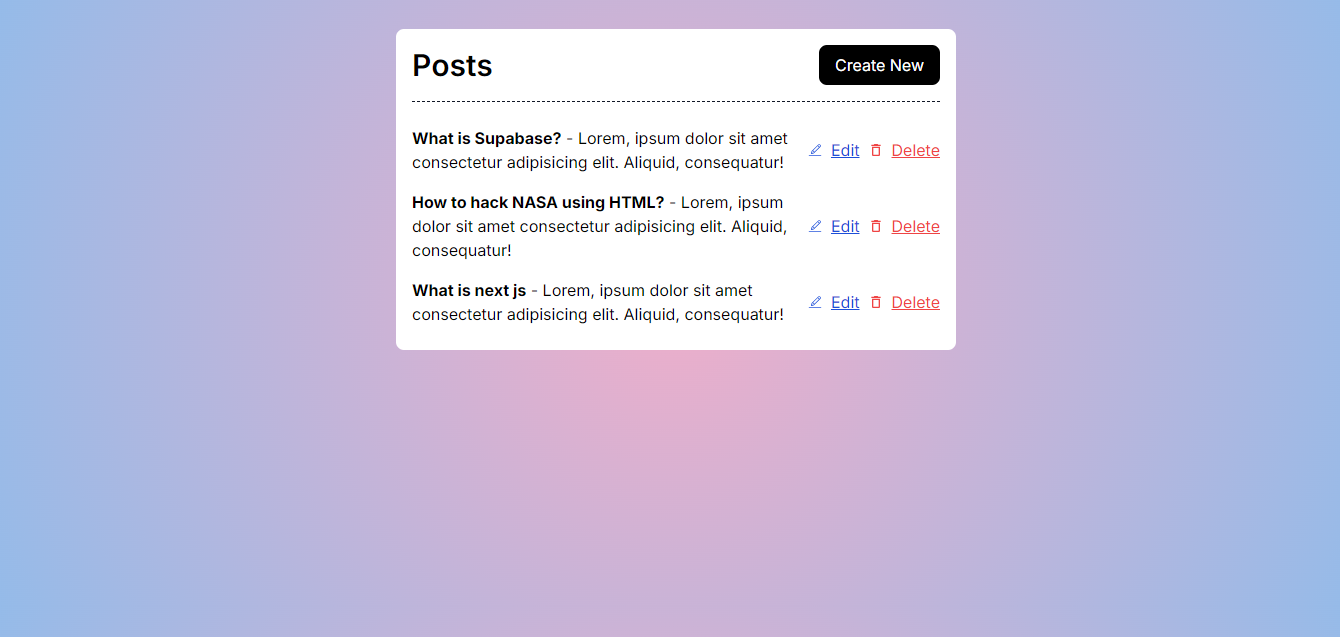 Posts
Create New
What is Supabase? - Lorem, ipsum dolor sit amet
consectetur adipisicing elit. Aliquid, consequatur!
Edit Delete
How to hack NASA using HTML? - Lorem, ipsum
dolor sit amet consectetur adipisicing elit. Aliquid,
consequatur!
Edit Delete
What is next js - Lorem, ipsum dolor sit amet
consectetur adipisicing elit. Aliquid, consequatur!
Edit Delete